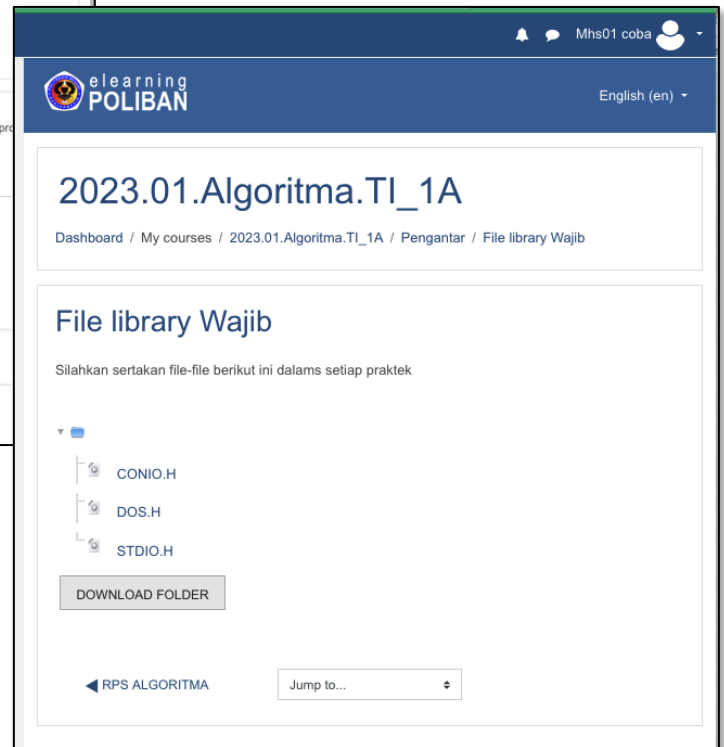 Mhs01 coba
elearning
POLIBAN
English (en)
2023.01.Algoritma.TI_1A
Dashboard / My courses / 2023.01.Algoritma.TI_1A / Pengantar / File library Wajib
File library Wajib
Silahkan sertakan file-file berikut ini dalams setiap praktek
CONIO.H
DOS.H
STDIO.H
DOWNLOAD FOLDER
RPS ALGORITMA
Jump to...